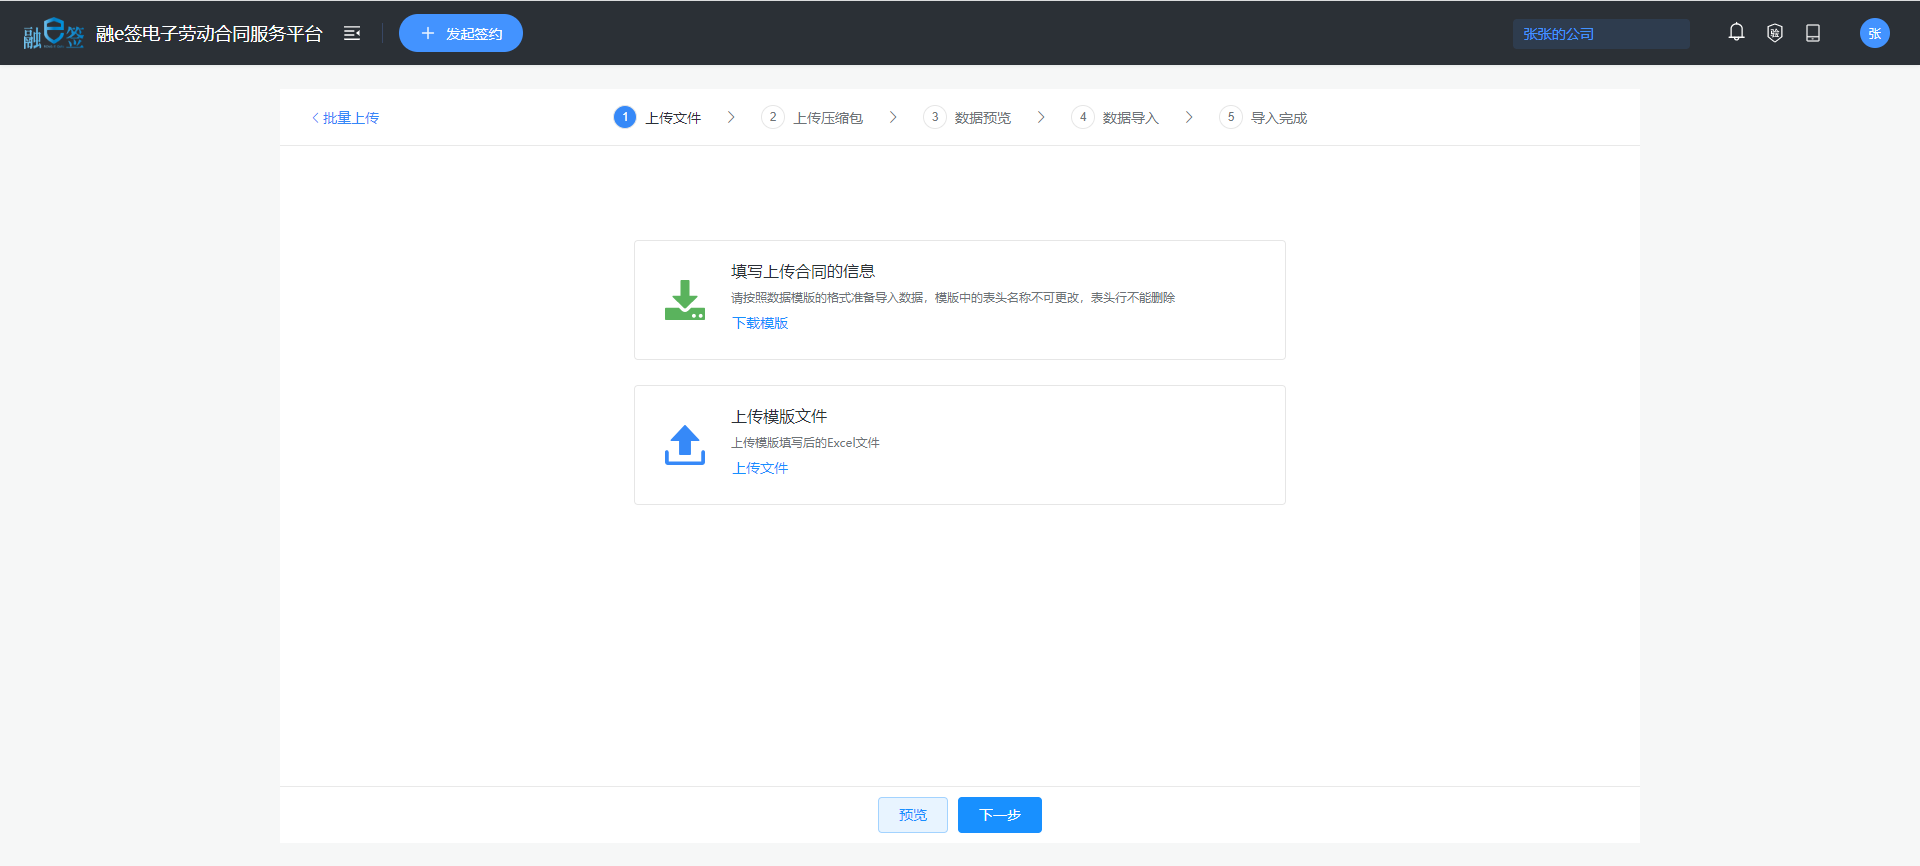 融e签 融e签电子劳动合同服务平台 发起签约 张张的公司 验 张
批量上传 1 上传文件 2 上传压缩包 3 数据预览 4 数据导入 5 导入完成
填写上传合同的信息
请按照数据模版的格式准备导入数据，模版中的表头名称不可更改，表头行不能删除
下载模版
上传模版文件
上传模版填写后的Excel文件
上传文件
预览 下一步